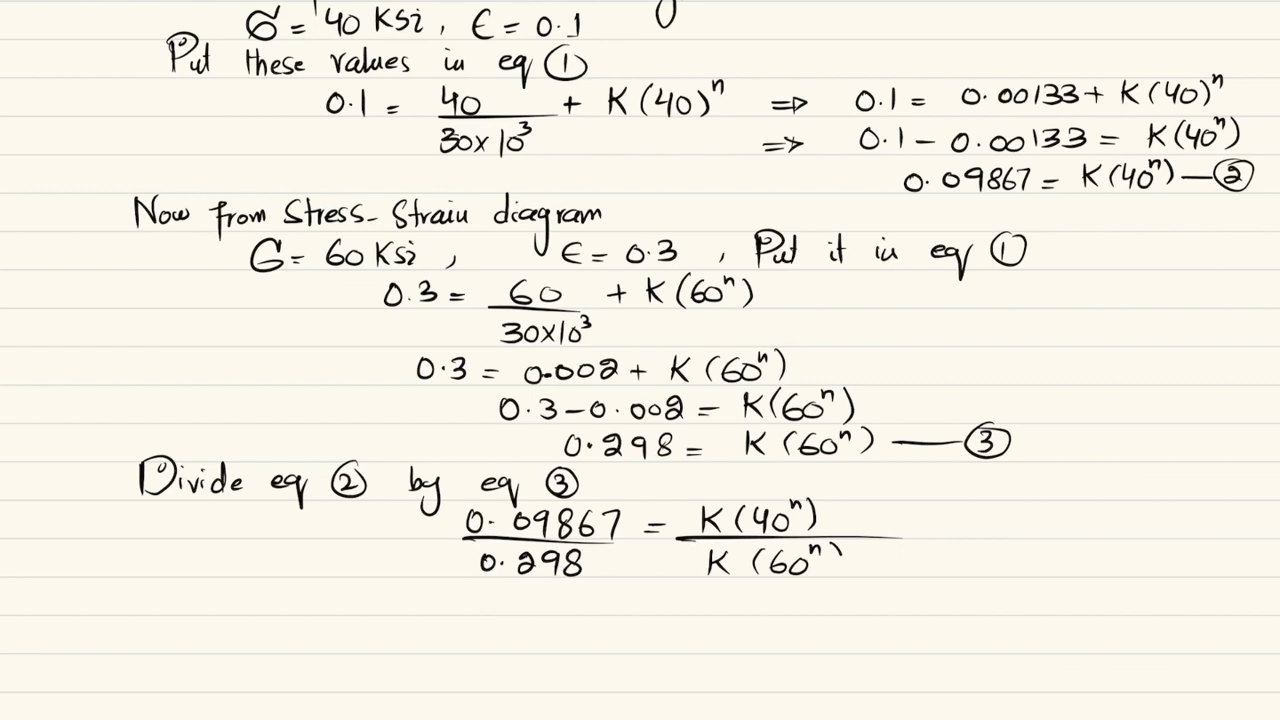 σ = 40 Ksi, ϵ = 0.1
Put these values in eq ①
0.1 = 40/30×10³ + K(40)ⁿ ⇒ 0.1 = 0.00133 + K(40)ⁿ
⇒ 0.1 - 0.00133 = K(40ⁿ)
0.09867 = K(40ⁿ) — ②
Now from Stress-Strain diagram
σ = 60 Ksi, ϵ = 0.3, Put it in eq ①
0.3 = 60/30×10³ + K(60ⁿ)
0.3 = 0.002 + K(60ⁿ)
0.3 - 0.002 = K(60ⁿ)
0.298 = K(60ⁿ) — ③
Divide eq ② by eq ③
0.09867/0.298 = K(40ⁿ)/K(60ⁿ)